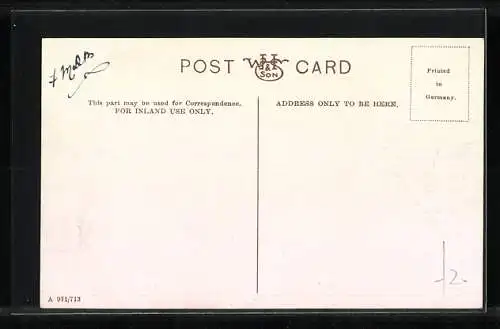 POST CARD
& SON
Printed
in
Germany.
This part may be used for Correspondence.
FOR INLAND USE ONLY.
ADDRESS ONLY TO BE HERE.
2
A 971/713